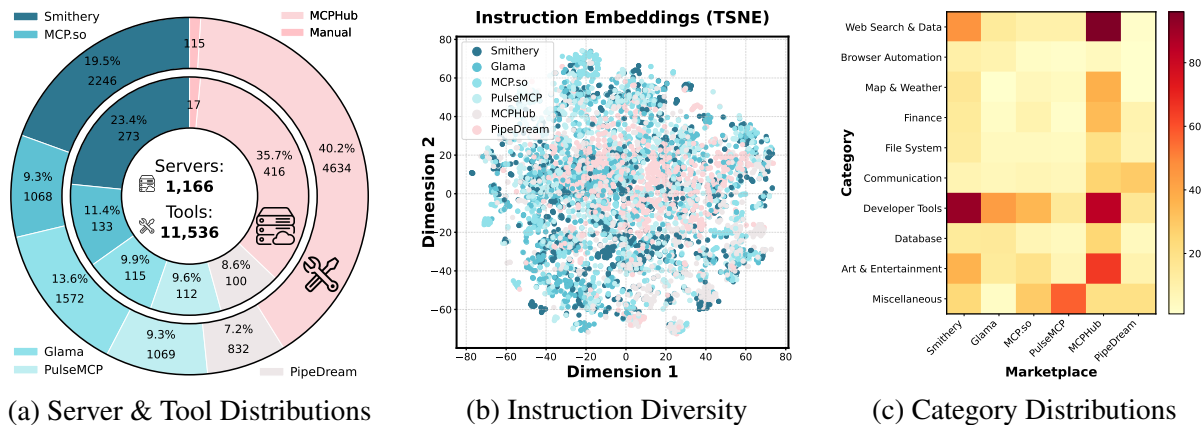 Smithery
MCP.so
MCPHub
Manual
115
19.5%
2246
17
23.4%
273
35.7%
416
40.2%
4634
Servers:
1,166
Tools:
11,536
9.3%
1068
11.4%
133
9.9%
115
9.6%
112
8.6%
100
13.6%
1572
9.3%
1069
7.2%
832
Glama
PulseMCP
PipeDream
(a) Server & Tool Distributions
Instruction Embeddings (TSNE)
Smithery
Glama
MCP.so
PulseMCP
MCPHub
PipeDream
Dimension 2
80
60
40
20
0
−20
−40
−60
−80 −60 −40 −20 0 20 40 60 80
Dimension 1
(b) Instruction Diversity
Category
Web Search & Data
Browser Automation
Map & Weather
Finance
File System
Communication
Developer Tools
Database
Art & Entertainment
Miscellaneous
Smithery
Glama
MCP.so
PulseMCP
MCPHub
PipeDream
Marketplace
80
60
40
20
(c) Category Distributions